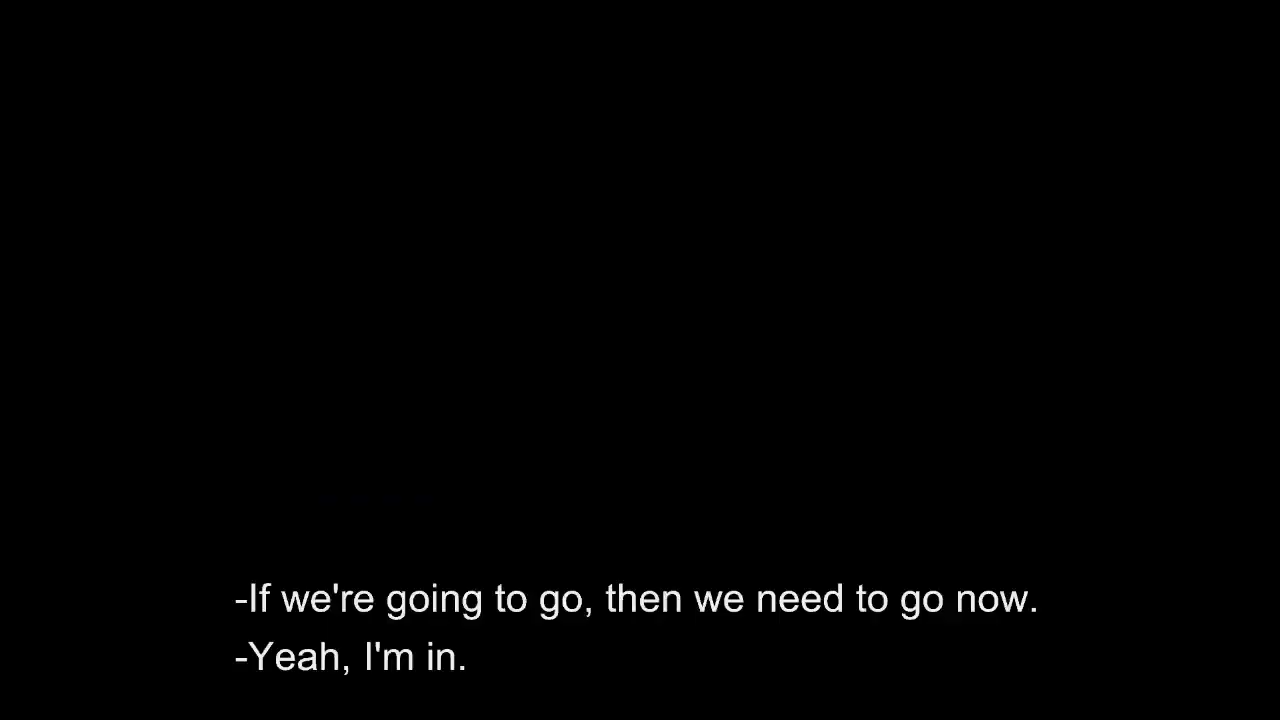 -If we're going to go, then we need to go now.
-Yeah, I'm in.